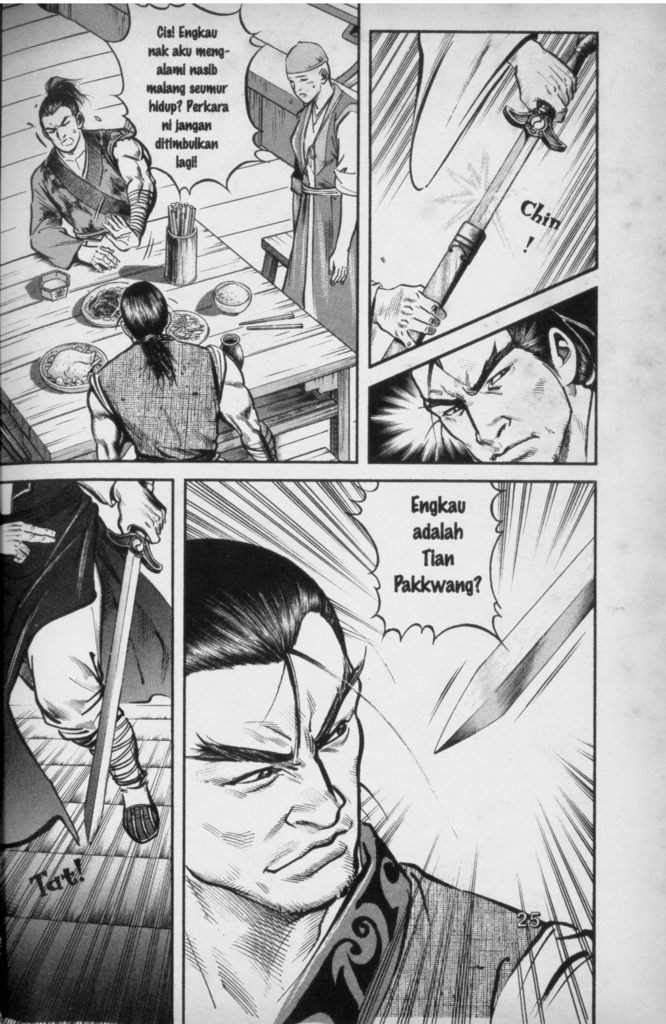 Cis! Engkau
nak aku meng-
alami nasib
malang seumur
hidup? Perkara
ni jangan
ditimbulkan
lagi!
Chin
!
Tat!
Engkau
adalah
Tian
Pakkwang?
25